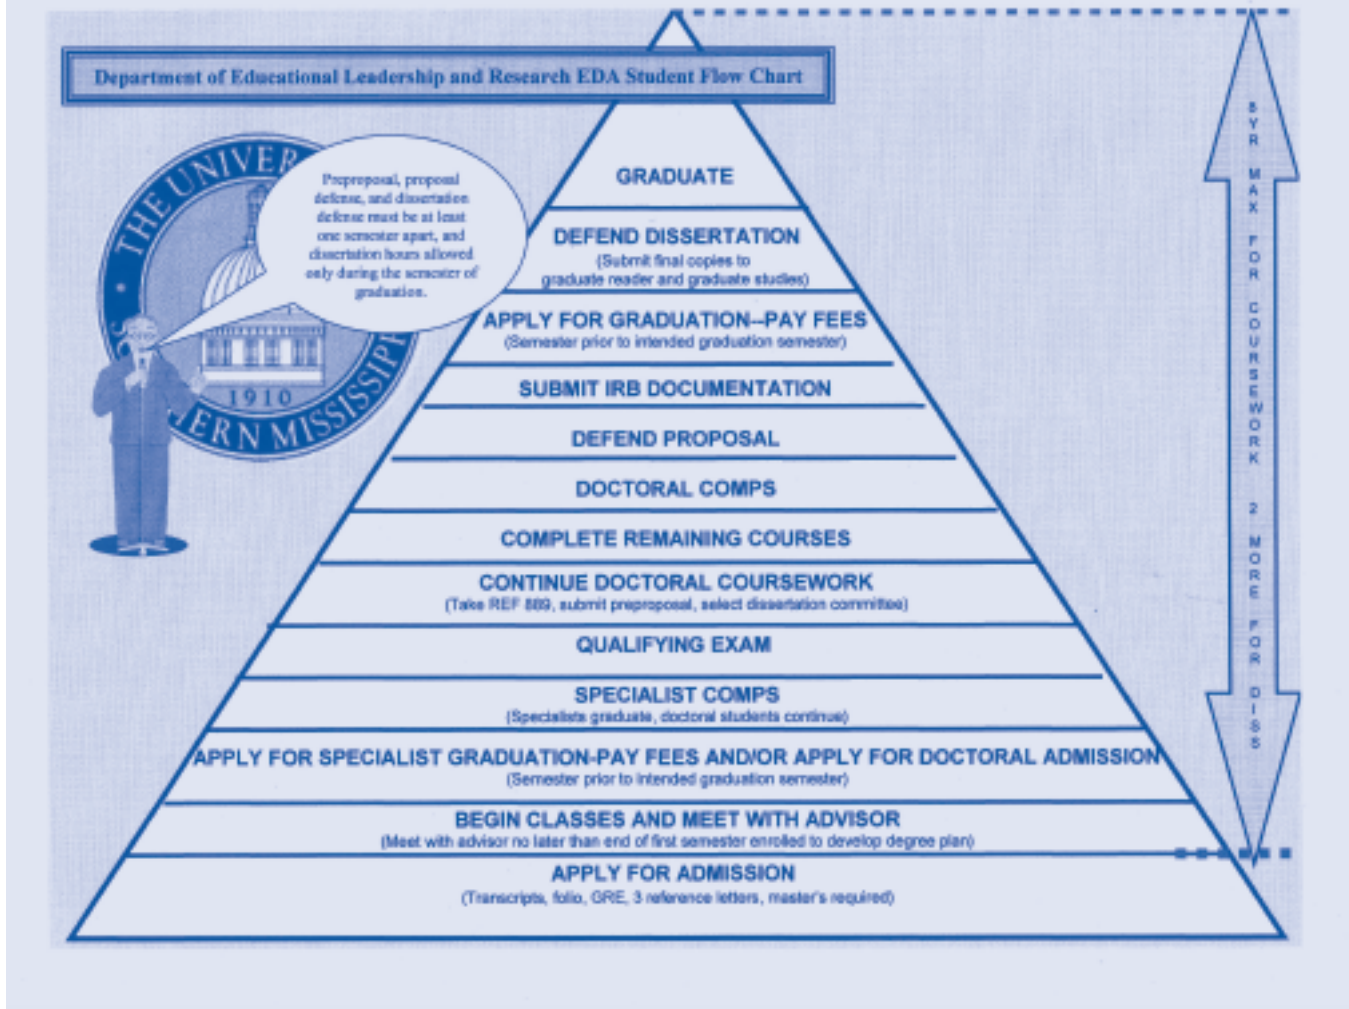 Department of Educational Leadership and Research EDA Student Flow Chart
THE UNIVER
ERN MISSISSIPPI
1910
Preproposal, proposal
defense, and dissertation
defense must be at least
one semester apart, and
dissertation hours allowed
only during the semester of
graduation.
GRADUATE
DEFEND DISSERTATION
(Submit final copies to
graduate reader and graduate studies)
APPLY FOR GRADUATION--PAY FEES
(Semester prior to intended graduation semester)
SUBMIT IRB DOCUMENTATION
DEFEND PROPOSAL
DOCTORAL COMPS
COMPLETE REMAINING COURSES
CONTINUE DOCTORAL COURSEWORK
(Take REF 889, submit preproposal, select dissertation committee)
QUALIFYING EXAM
SPECIALIST COMPS
(Specialists graduate, doctoral students continue)
APPLY FOR SPECIALIST GRADUATION-PAY FEES AND/OR APPLY FOR DOCTORAL ADMISSION
(Semester prior to intended graduation semester)
BEGIN CLASSES AND MEET WITH ADVISOR
(Meet with advisor no later than end of first semester enrolled to develop degree plan)
APPLY FOR ADMISSION
(Transcripts, folio, GRE, 3 reference letters, master's required)
8YR MAX FOR COURSEWORK 2 MORE FOR DISS